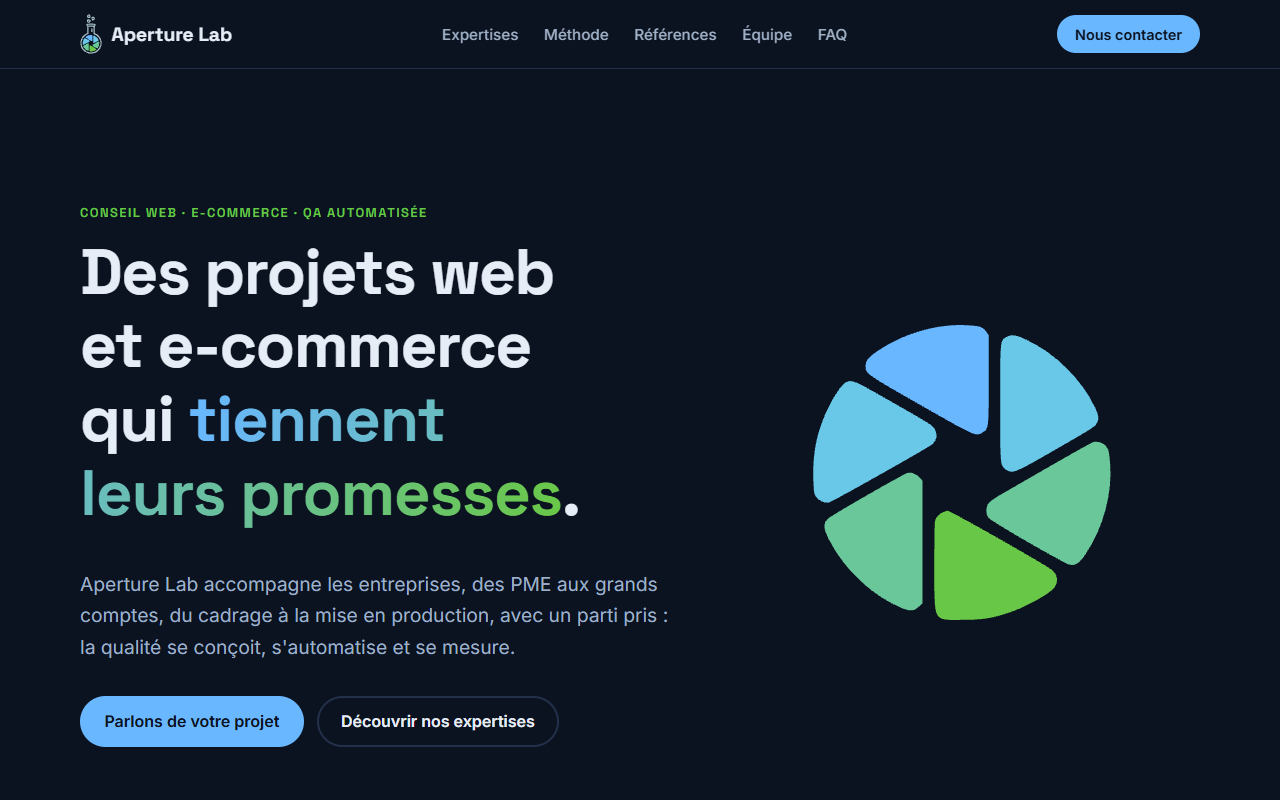 Aperture Lab
Expertises
Méthode
Références
Équipe
FAQ
Nous contacter
CONSEIL WEB · E-COMMERCE · QA AUTOMATISÉE
Des projets web
et e-commerce
qui tiennent
leurs promesses.
Aperture Lab accompagne les entreprises, des PME aux grands
comptes, du cadrage à la mise en production, avec un parti pris :
la qualité se conçoit, s'automatise et se mesure.
Parlons de votre projet
Découvrir nos expertises